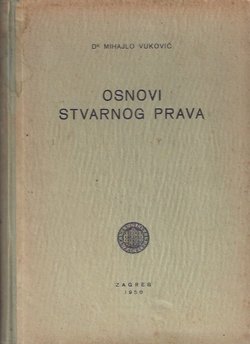 Dᴿ MIHAJLO VUKOVIĆ
OSNOVI
STVARNOG PRAVA
ZAGREB
1950